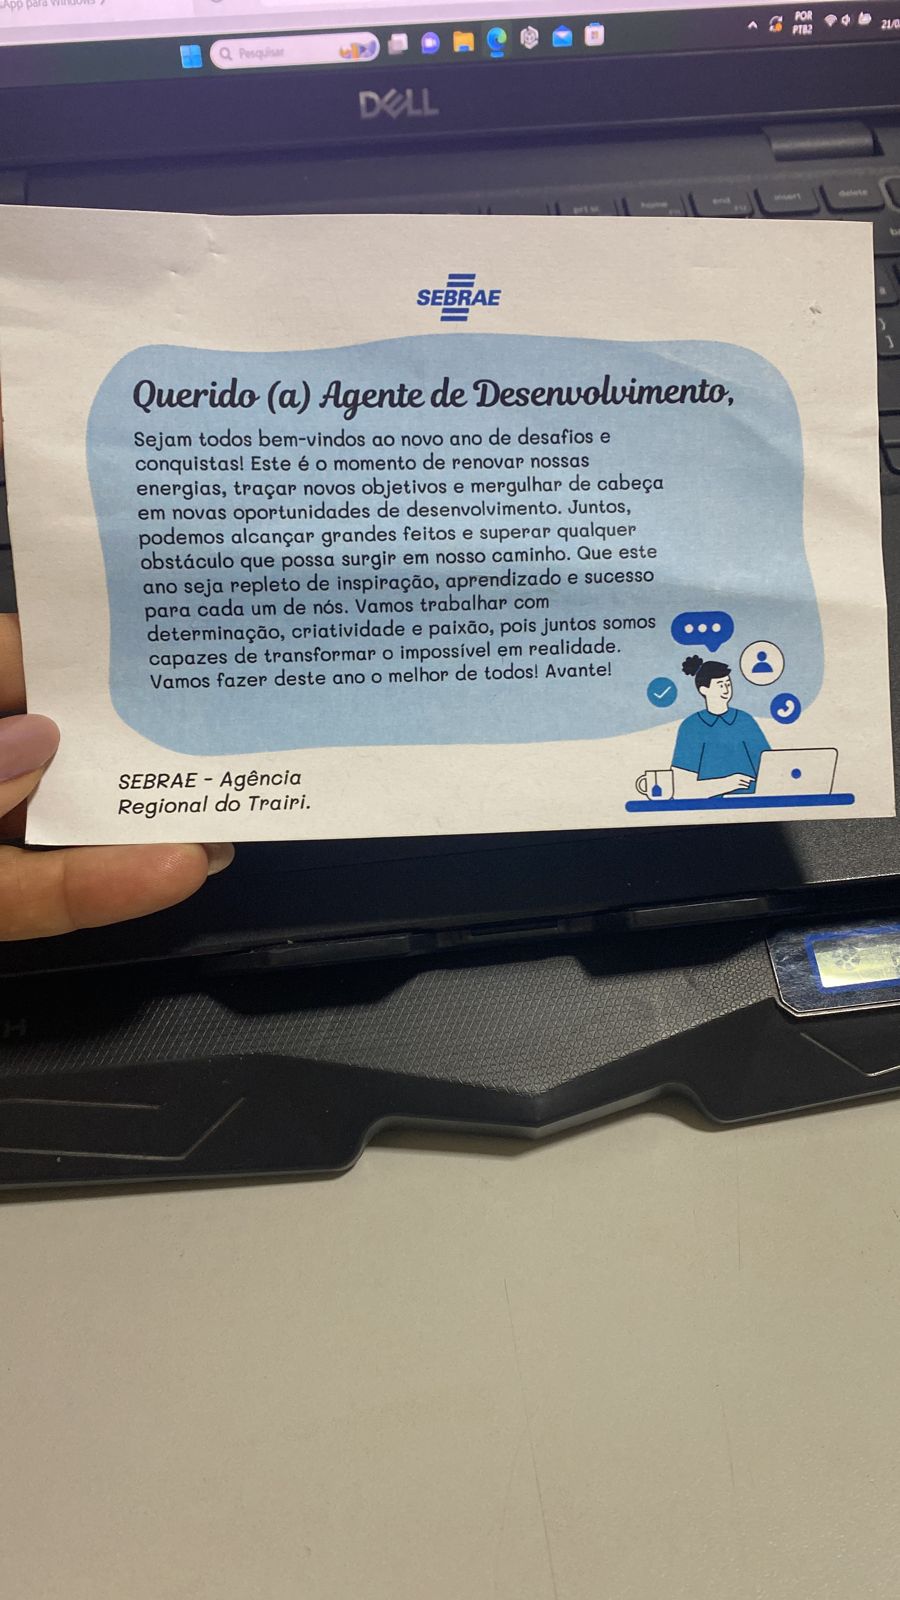 App para Windows
Pesquisar
POR
PTB2
DELL
prt sc
home
end
insert
delete
SEBRAE
Querido (a) Agente de Desenvolvimento,
Sejam todos bem-vindos ao novo ano de desafios e
conquistas! Este é o momento de renovar nossas
energias, traçar novos objetivos e mergulhar de cabeça
em novas oportunidades de desenvolvimento. Juntos,
podemos alcançar grandes feitos e superar qualquer
obstáculo que possa surgir em nosso caminho. Que este
ano seja repleto de inspiração, aprendizado e sucesso
para cada um de nós. Vamos trabalhar com
determinação, criatividade e paixão, pois juntos somos
capazes de transformar o impossível em realidade.
Vamos fazer deste ano o melhor de todos! Avante!
SEBRAE - Agência
Regional do Trairi.